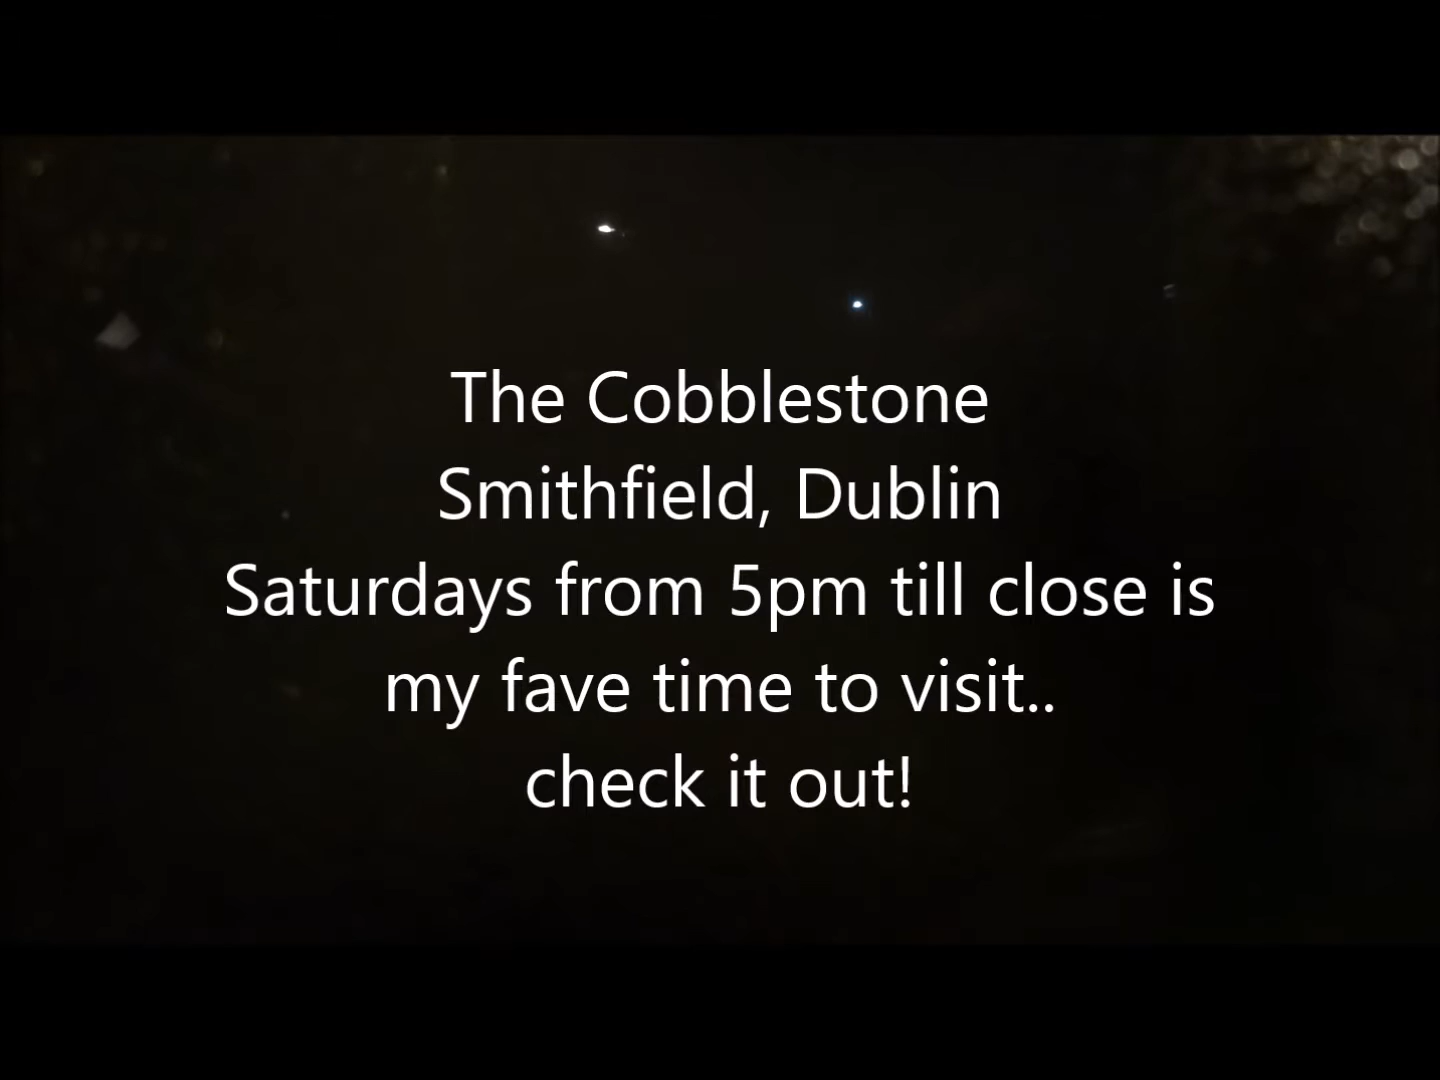 The Cobblestone
Smithfield, Dublin
Saturdays from 5pm till close is
my fave time to visit..
check it out!